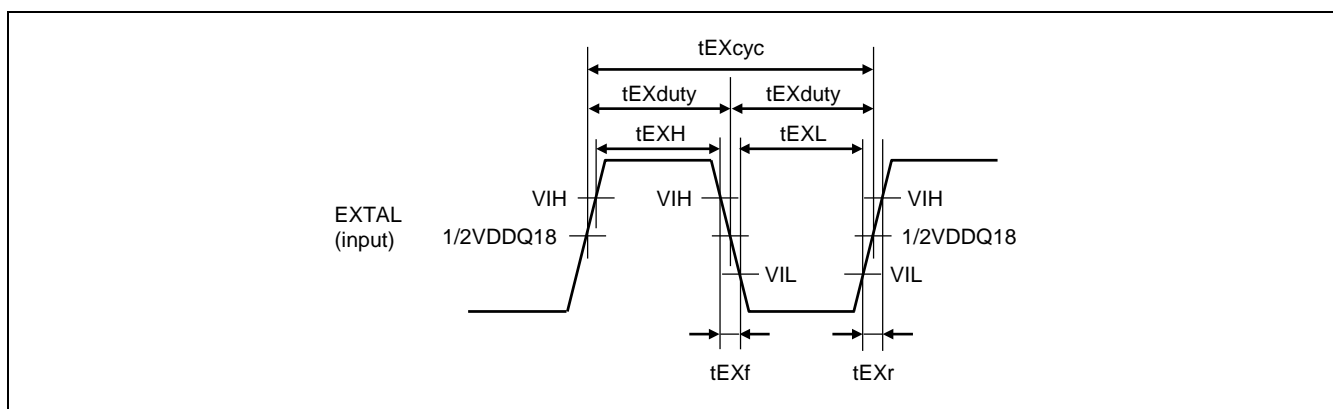 tEXcyc
tEXduty tEXduty
tEXH tEXL
VIH VIH VIH
EXTAL
(input)
1/2VDDQ18 1/2VDDQ18
VIL VIL
tEXf tEXr